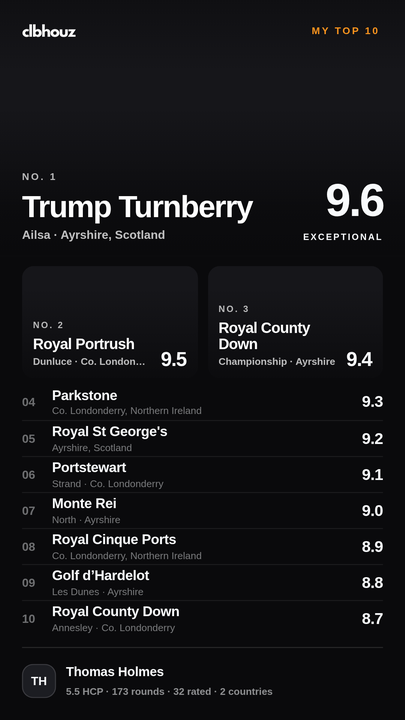 clbhouz
MY TOP 10
NO. 1
Trump Turnberry
9.6
Ailsa · Ayrshire, Scotland
EXCEPTIONAL
NO. 2
Royal Portrush
Dunluce · Co. London…
9.5
NO. 3
Royal County
Down
Championship · Ayrshire
9.4
04
Parkstone
Co. Londonderry, Northern Ireland
9.3
05
Royal St George's
Ayrshire, Scotland
9.2
06
Portstewart
Strand · Co. Londonderry
9.1
07
Monte Rei
North · Ayrshire
9.0
08
Royal Cinque Ports
Co. Londonderry, Northern Ireland
8.9
09
Golf d’Hardelot
Les Dunes · Ayrshire
8.8
10
Royal County Down
Annesley · Co. Londonderry
8.7
TH
Thomas Holmes
5.5 HCP · 173 rounds · 32 rated · 2 countries